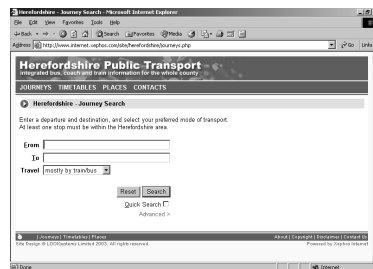 Herefordshire - Journey Search - Microsoft Internet Explorer
File Edit View Favorites Tools Help
Back Search Favorites Media
Address http://www.internet.xephos.com/site/herefordshire/journeys.php Go Links
Herefordshire Public Transport
integrated bus, coach and train information for the whole county
JOURNEYS TIMETABLES PLACES CONTACTS
Herefordshire - Journey Search
Enter a departure and destination, and select your preferred mode of transport.
At least one stop must be within the Herefordshire area.
From
To
Travel mostly by train/bus
Reset Search
Quick Search
Advanced >
| Journeys | Timetables | Places About | Copyright | Disclaimer | Contact Us
Site Design © LOCKsystems Limited 2003. All rights reserved. Powered by Xephos Internet
Done Internet